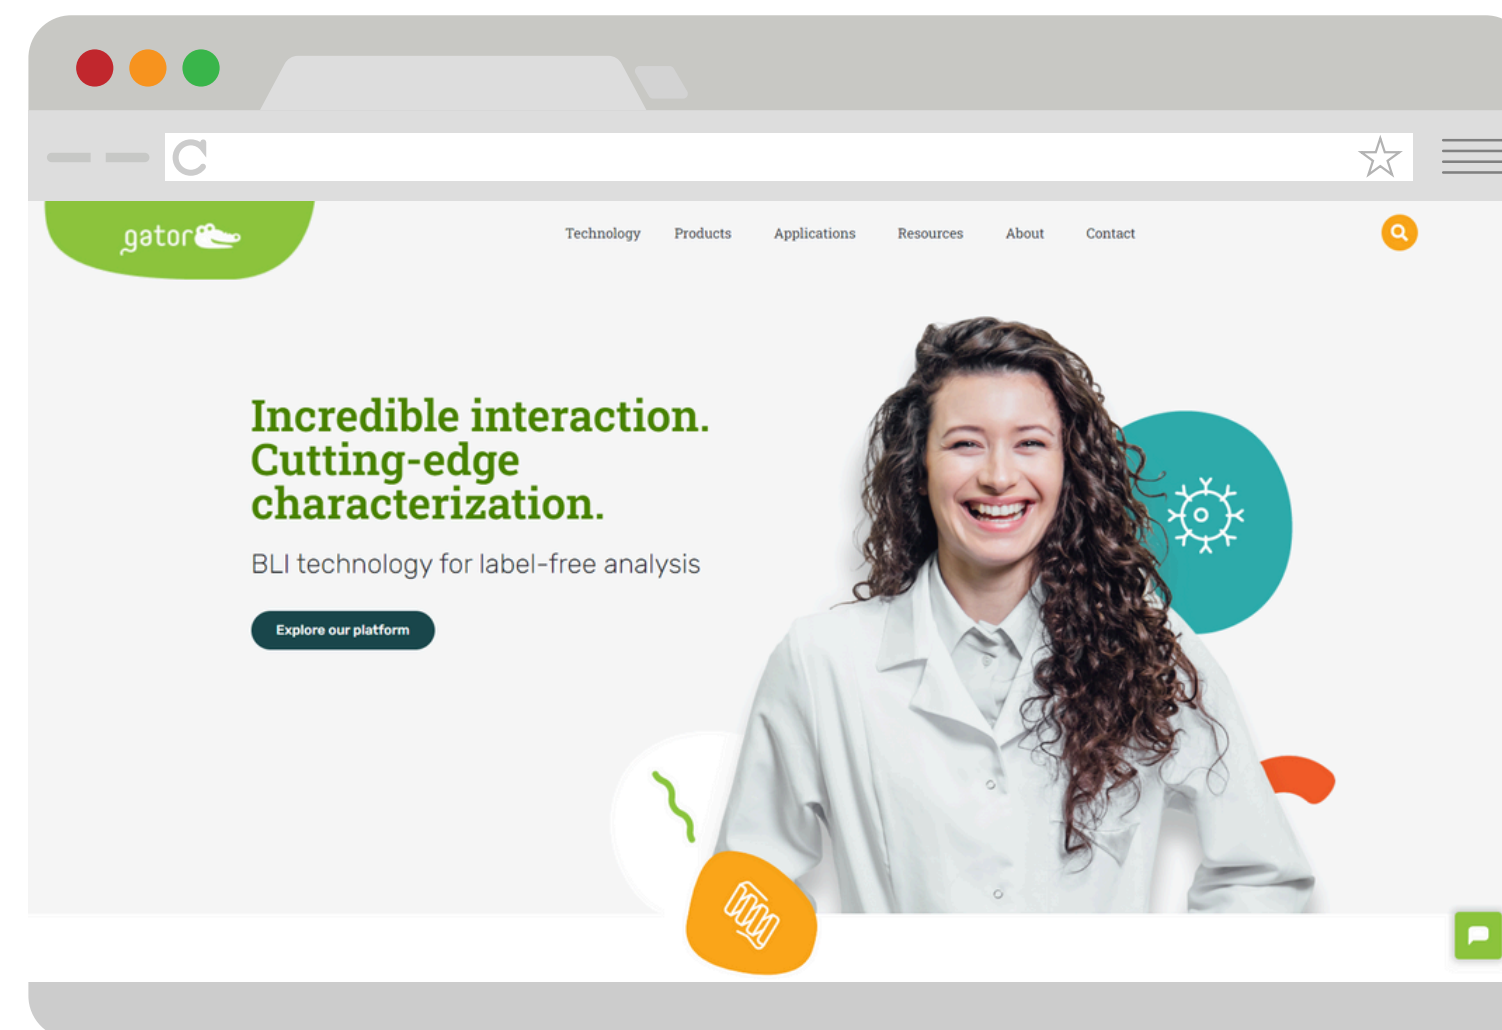 gator
Technology Products Applications Resources About Contact
Incredible interaction.
Cutting-edge
characterization.
BLI technology for label-free analysis
Explore our platform